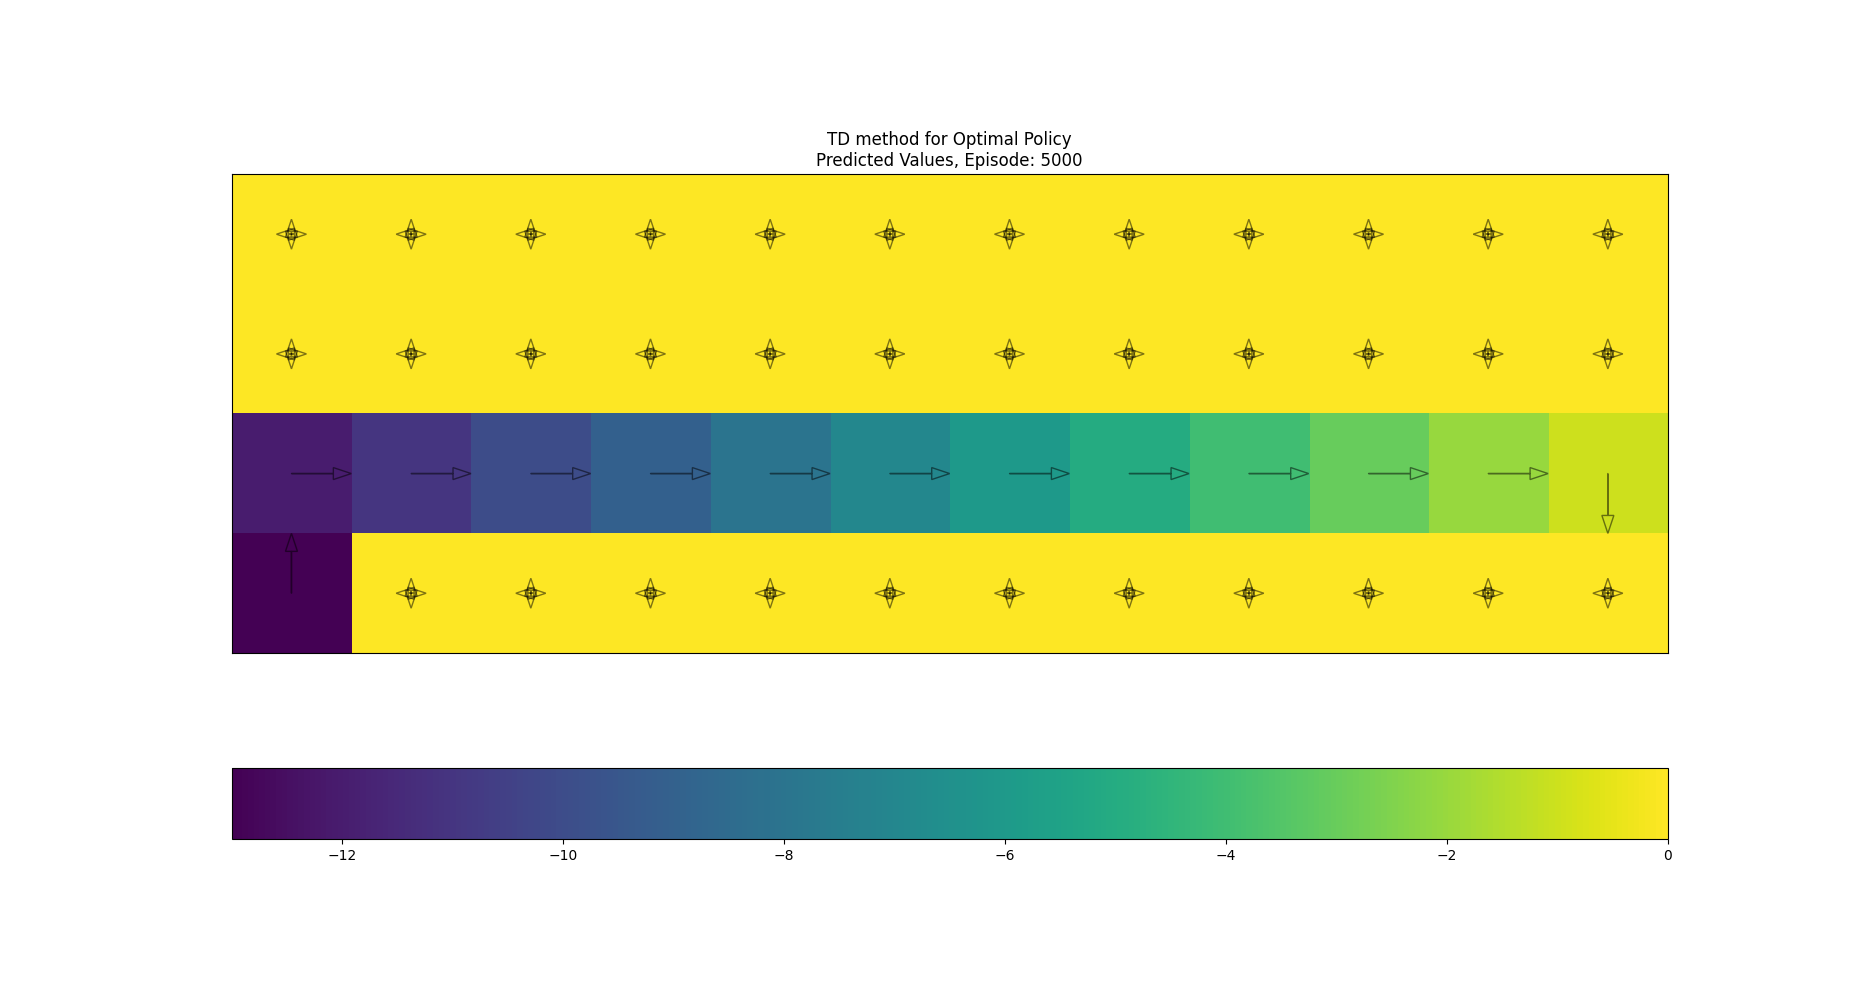 TD method for Optimal Policy
Predicted Values, Episode: 5000
−12 −10 −8 −6 −4 −2 0